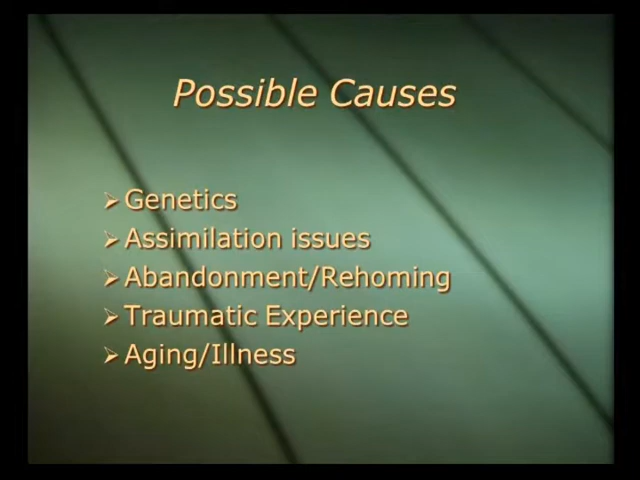 Possible Causes
Genetics
Assimilation issues
Abandonment/Rehoming
Traumatic Experience
Aging/Illness